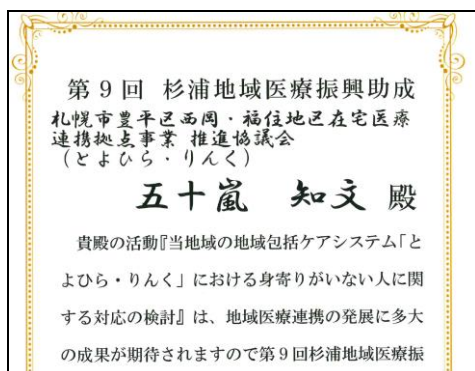 第9回 杉浦地域医療振興助成
札幌市豊平区西岡・福住地区在宅医療
連携拠点事業 推進協議会
(とよひら・りんく)
五十嵐 知文 殿
貴殿の活動『当地域の地域包括ケアシステム「と
よひら・りんく」における身寄りがいない人に関
する対応の検討』は、地域医療連携の発展に多大
の成果が期待されますので第9回杉浦地域医療振